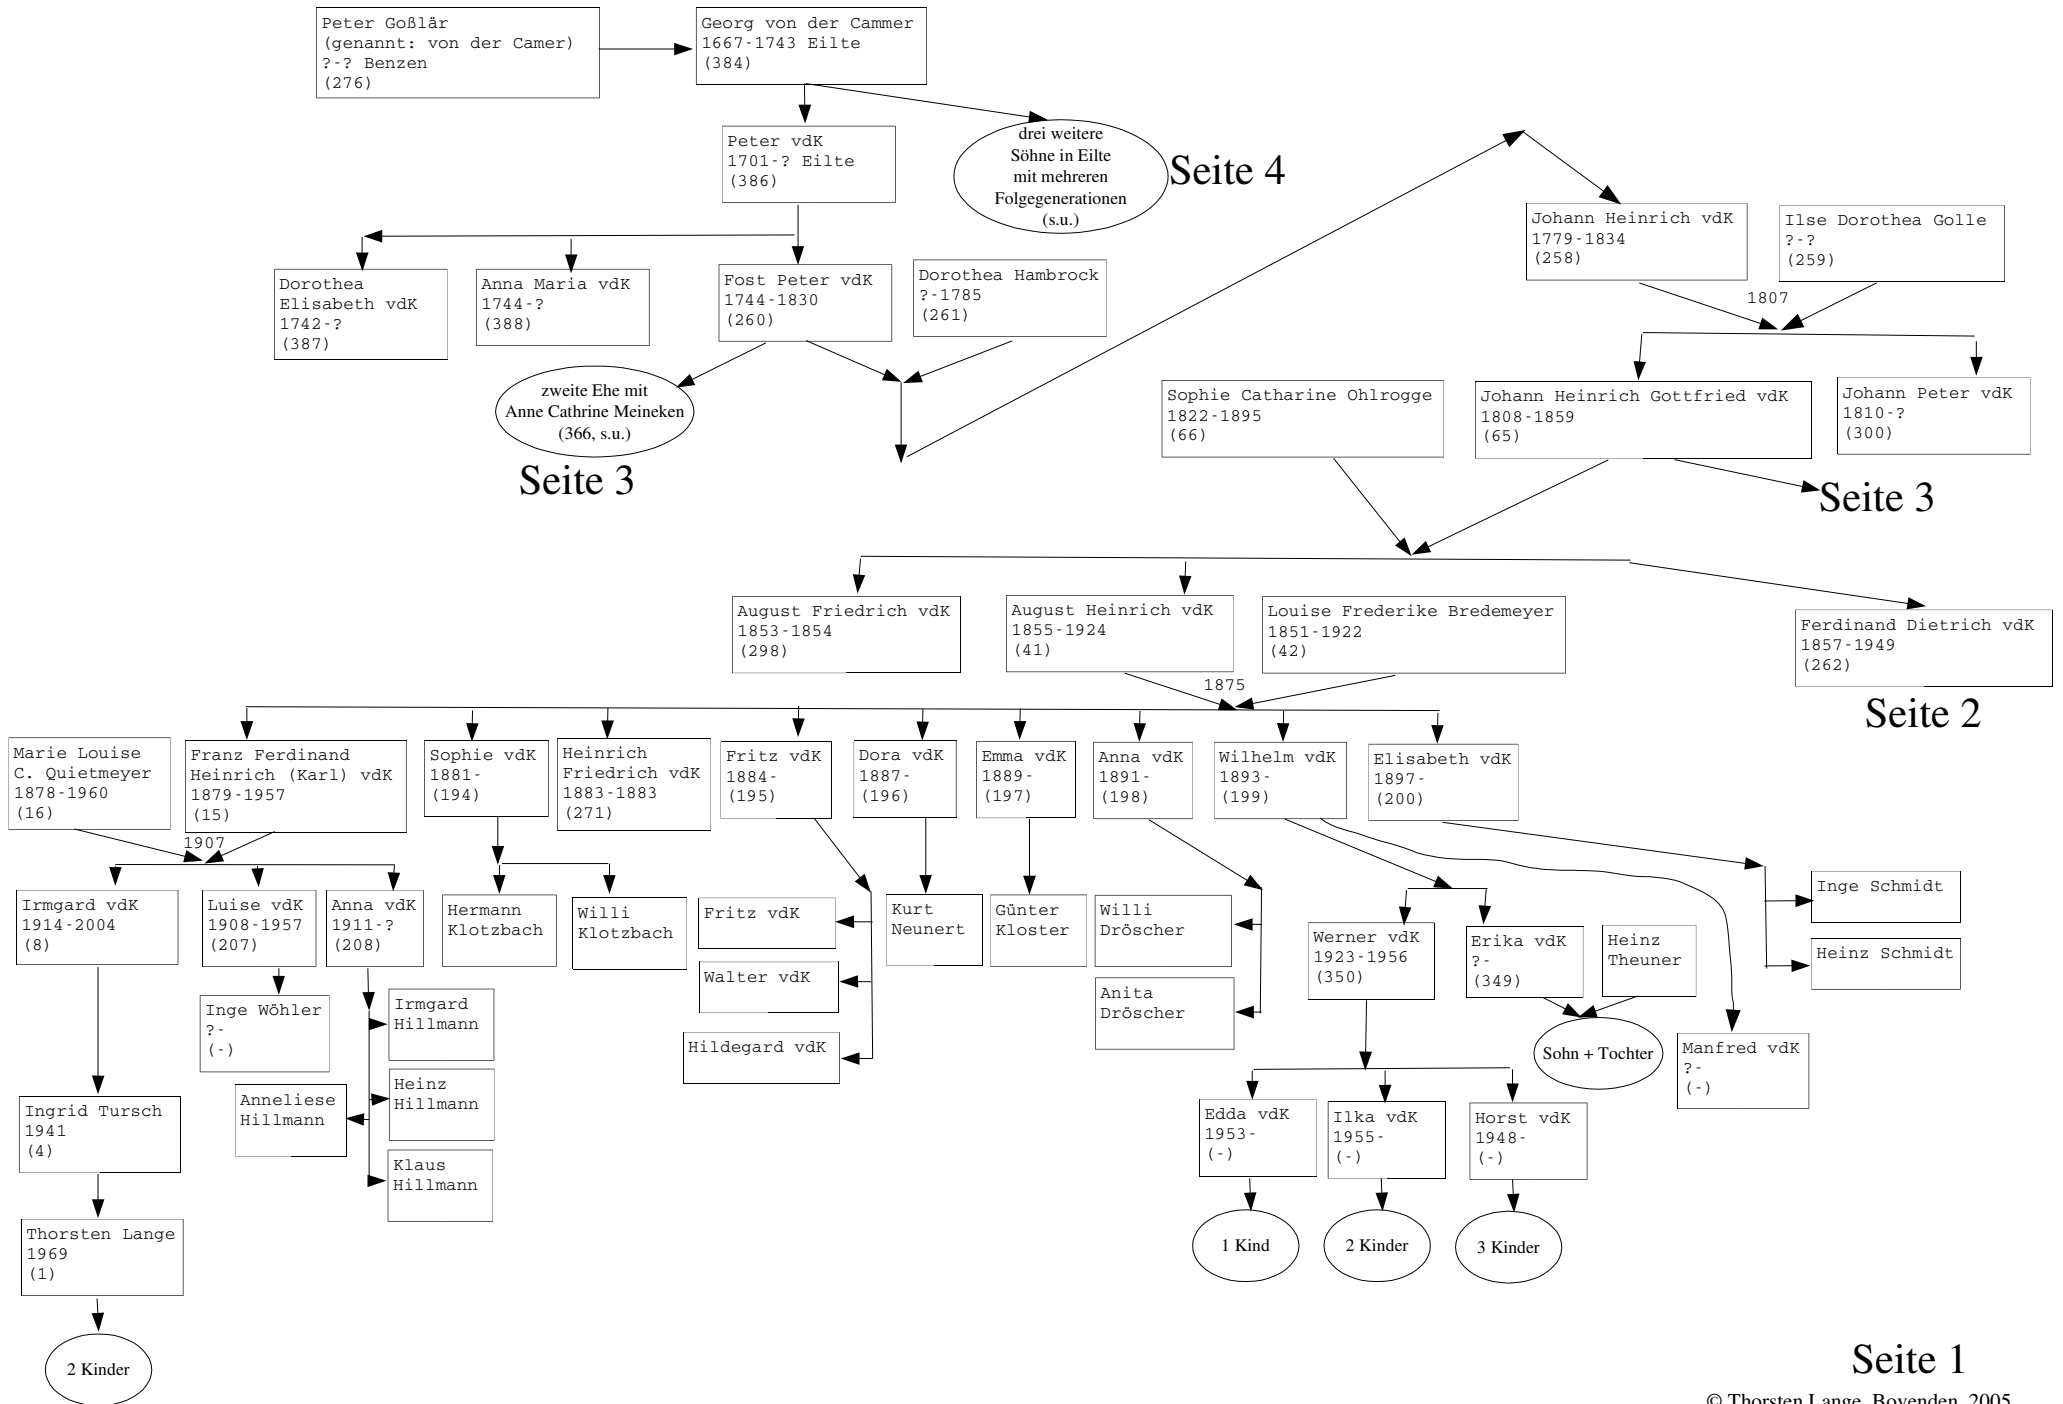 Peter Goßlär
(genannt: von der Camer)
?-? Benzen
(276)
Georg von der Cammer
1667-1743 Eilte
(384)
Peter vdK
1701-? Eilte
(386)
drei weitere
Söhne in Eilte
mit mehreren
Folgegenerationen
(s.u.)
Seite 4
Johann Heinrich vdK
1779-1834
(258)
Ilse Dorothea Golle
?-?
(259)
1807
Dorothea
Elisabeth vdK
1742-?
(387)
Anna Maria vdK
1744-?
(388)
Fost Peter vdK
1744-1830
(260)
Dorothea Hambrock
?-1785
(261)
zweite Ehe mit
Anne Cathrine Meineken
(366, s.u.)
Seite 3
Sophie Catharine Ohlrogge
1822-1895
(66)
Johann Heinrich Gottfried vdK
1808-1859
(65)
Johann Peter vdK
1810-?
(300)
Seite 3
August Friedrich vdK
1853-1854
(298)
August Heinrich vdK
1855-1924
(41)
Louise Frederike Bredemeyer
1851-1922
(42)
Ferdinand Dietrich vdK
1857-1949
(262)
Seite 2
1875
Marie Louise
C. Quietmeyer
1878-1960
(16)
Franz Ferdinand
Heinrich (Karl) vdK
1879-1957
(15)
Sophie vdK
1881-
(194)
Heinrich
Friedrich vdK
1883-1883
(271)
Fritz vdK
1884-
(195)
Dora vdK
1887-
(196)
Emma vdK
1889-
(197)
Anna vdK
1891-
(198)
Wilhelm vdK
1893-
(199)
Elisabeth vdK
1897-
(200)
1907
Irmgard vdK
1914-2004
(8)
Luise vdK
1908-1957
(207)
Anna vdK
1911-?
(208)
Hermann
Klotzbach
Willi
Klotzbach
Fritz vdK
Walter vdK
Hildegard vdK
Kurt
Neunert
Günter
Kloster
Willi
Dröscher
Anita
Dröscher
Werner vdK
1923-1956
(350)
Erika vdK
?-
(349)
Heinz
Theuner
Sohn + Tochter
Manfred vdK
?-
(-)
Inge Schmidt
Heinz Schmidt
Inge Wöhler
?-
(-)
Irmgard
Hillmann
Heinz
Hillmann
Anneliese
Hillmann
Klaus
Hillmann
Ingrid Tursch
1941
(4)
Thorsten Lange
1969
(1)
2 Kinder
Edda vdK
1953-
(-)
Ilka vdK
1955-
(-)
Horst vdK
1948-
(-)
1 Kind
2 Kinder
3 Kinder
Seite 1
© Thorsten Lange, Bovenden, 2005